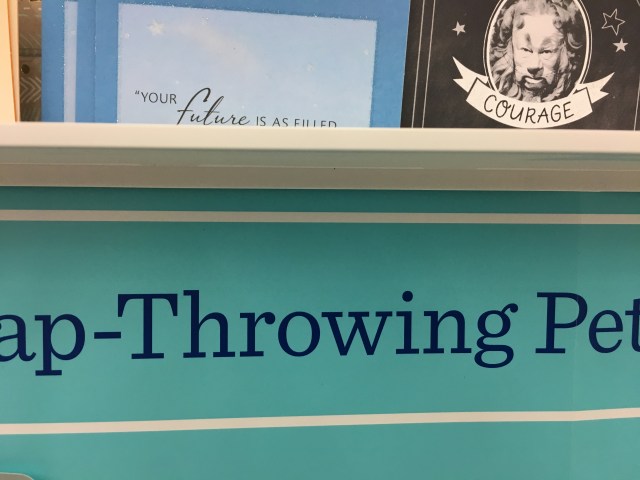 "YOUR future IS AS FILLED
COURAGE
ap-Throwing Pet